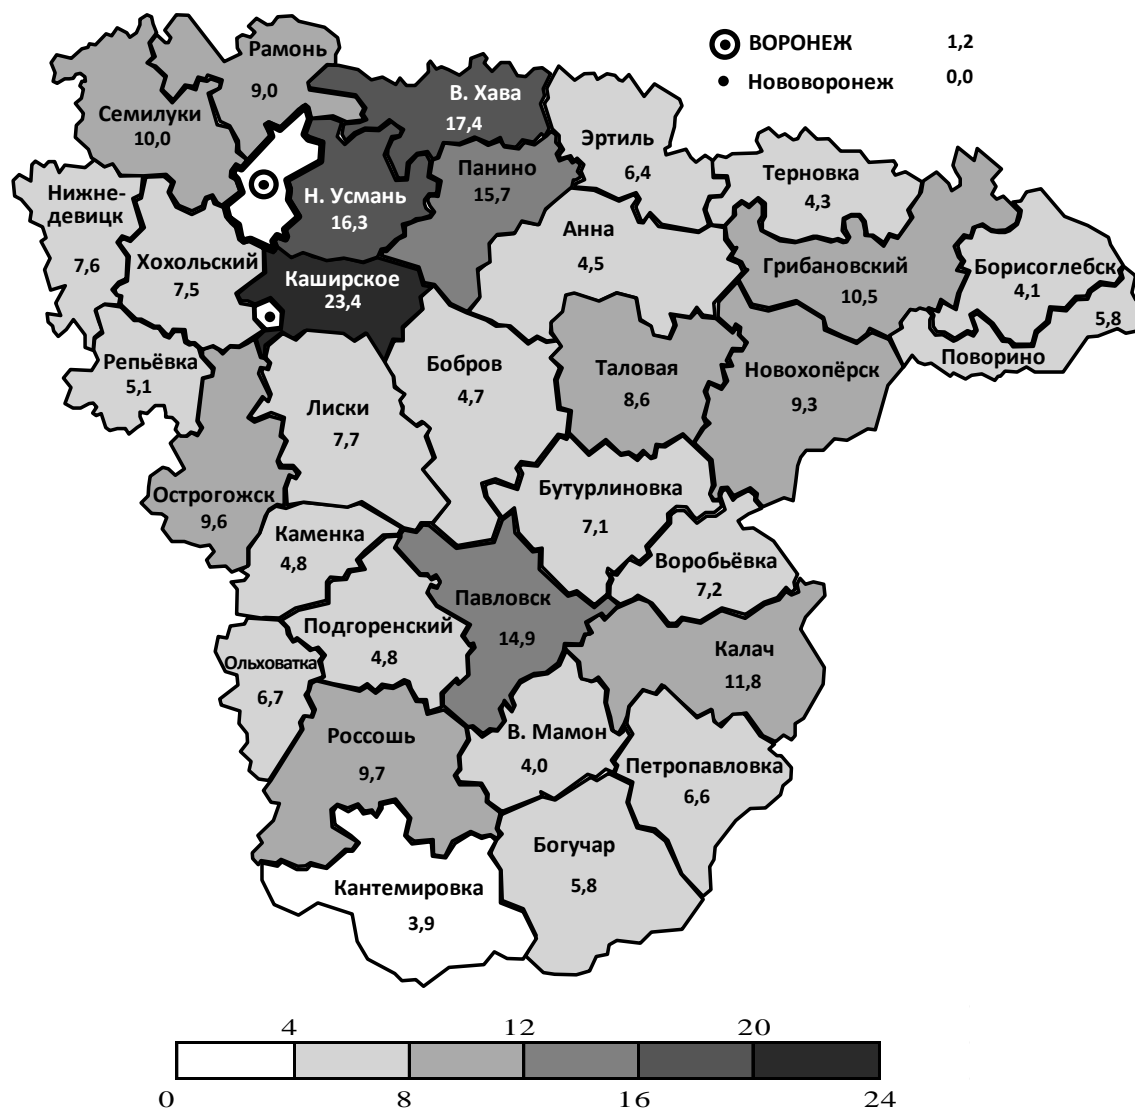 ВОРОНЕЖ 1,2
Нововоронеж 0,0
Рамонь
9,0
В. Хава
17,4
Семилуки
10,0
Эртиль
6,4
Панино
15,7
Терновка
4,3
Нижне-
девицк
7,6
Н. Усмань
16,3
Анна
4,5
Хохольский
7,5
Каширское
23,4
Грибановский
10,5
Борисоглебск
4,1
5,8
Поворино
Репьёвка
5,1
Бобров
4,7
Таловая
8,6
Новохопёрск
9,3
Лиски
7,7
Острогожск
9,6
Бутурлиновка
7,1
Каменка
4,8
Воробьёвка
7,2
Павловск
14,9
Подгоренский
4,8
Калач
11,8
Ольховатка
6,7
Россошь
9,7
В. Мамон
4,0
Петропавловка
6,6
Богучар
5,8
Кантемировка
3,9
4 12 20
0 8 16 24